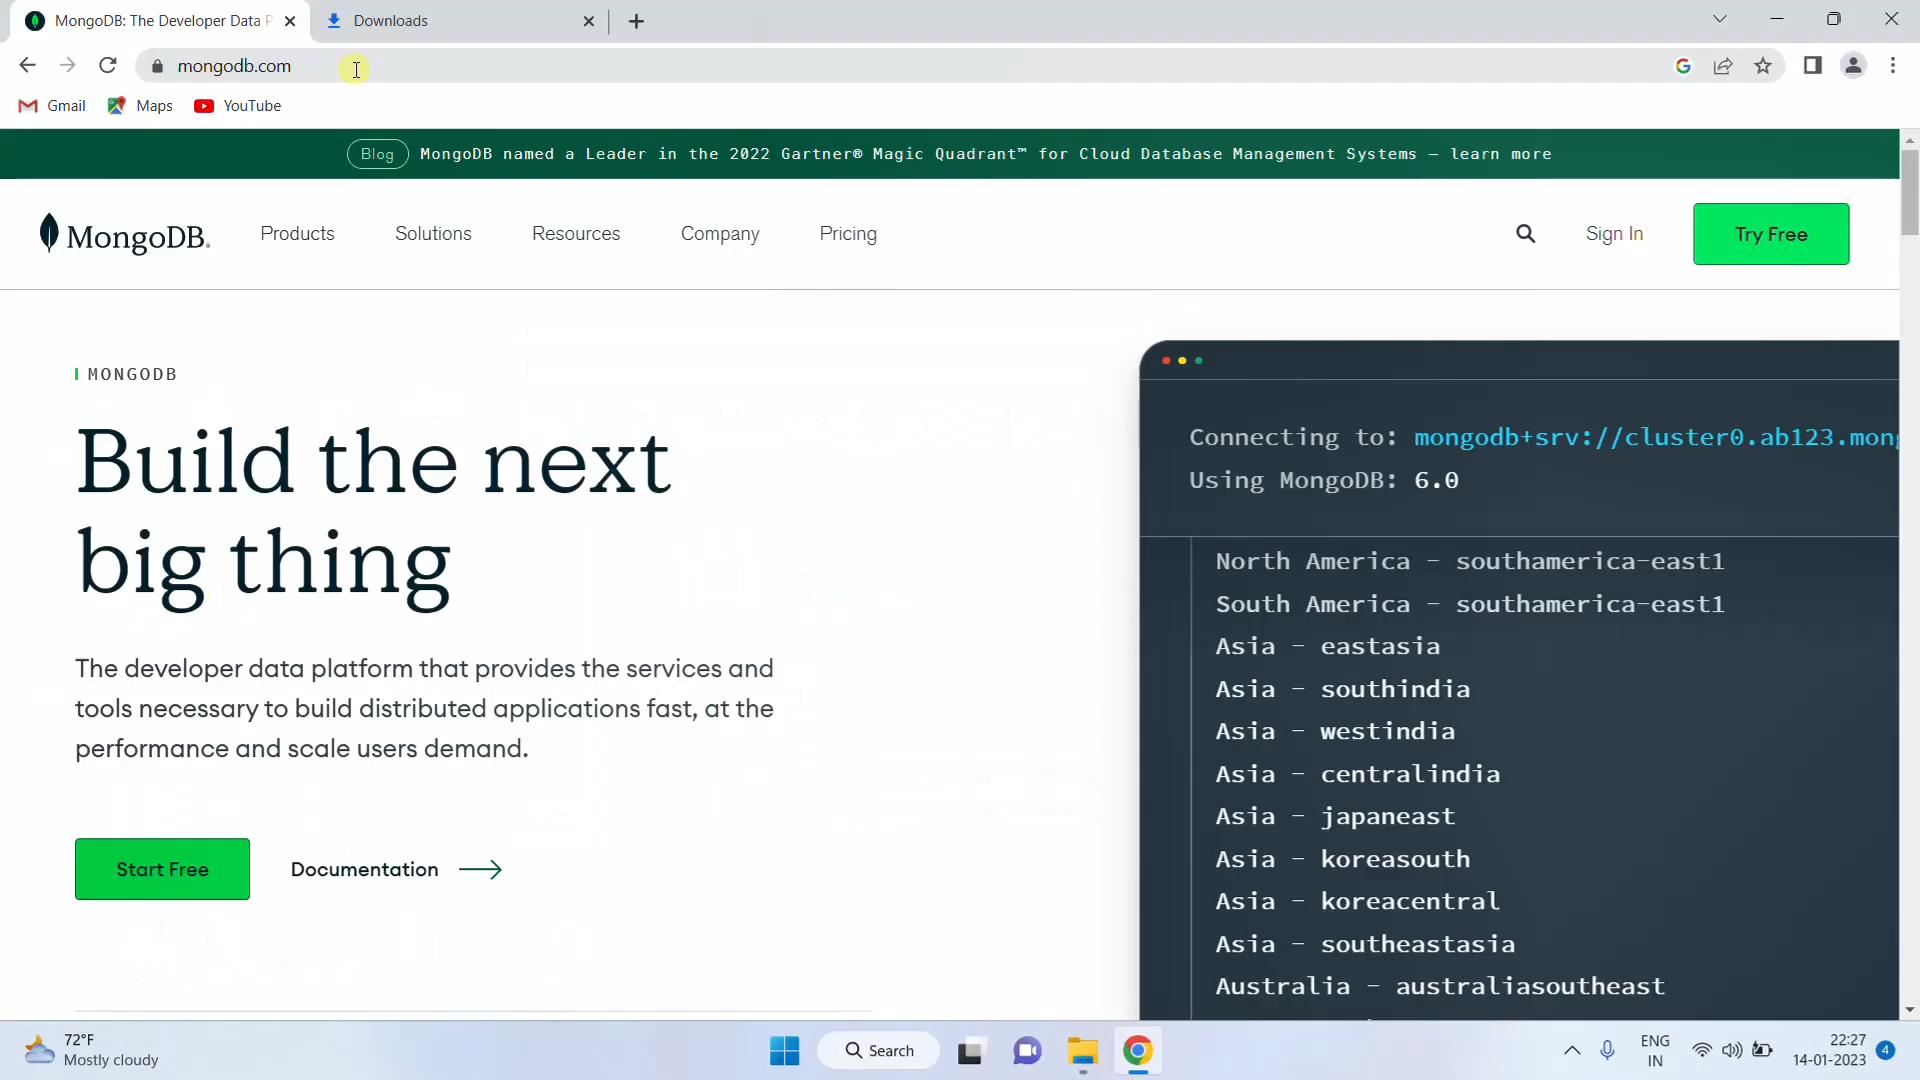 MongoDB: The Developer Data P
Downloads
mongodb.com
Gmail
Maps
YouTube
Blog MongoDB named a Leader in the 2022 Gartner® Magic Quadrant™ for Cloud Database Management Systems – learn more
MongoDB®
Products
Solutions
Resources
Company
Pricing
Sign In
Try Free
MONGODB
Build the next
big thing
The developer data platform that provides the services and
tools necessary to build distributed applications fast, at the
performance and scale users demand.
Start Free
Documentation
Connecting to: mongodb+srv://cluster0.ab123.mong
Using MongoDB: 6.0
North America - southamerica-east1
South America - southamerica-east1
Asia - eastasia
Asia - southindia
Asia - westindia
Asia - centralindia
Asia - japaneast
Asia - koreasouth
Asia - koreacentral
Asia - southeastasia
Australia - australiasoutheast
72°F
Mostly cloudy
Search
ENG
IN
22:27
14-01-2023
4